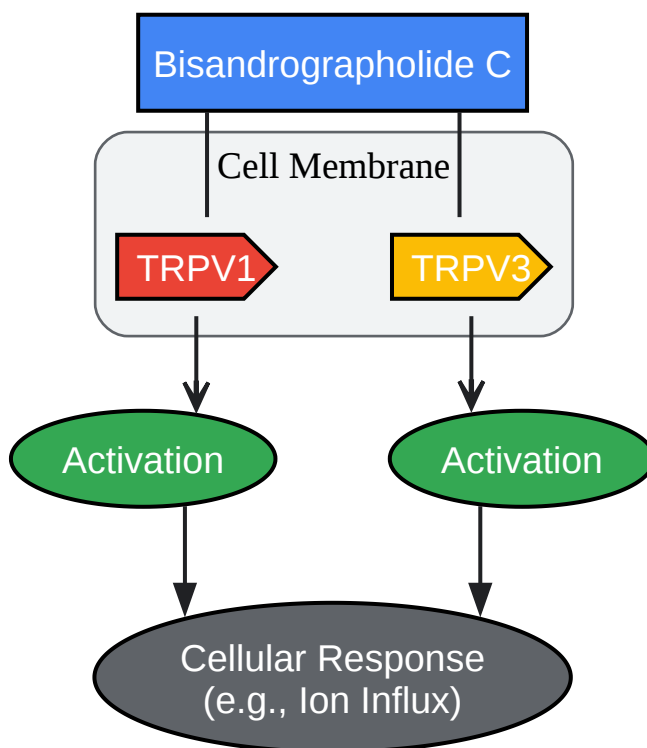 Bisandrographolide C
Cell Membrane
TRPV1
TRPV3
Activation
Activation
Cellular Response
(e.g., Ion Influx)